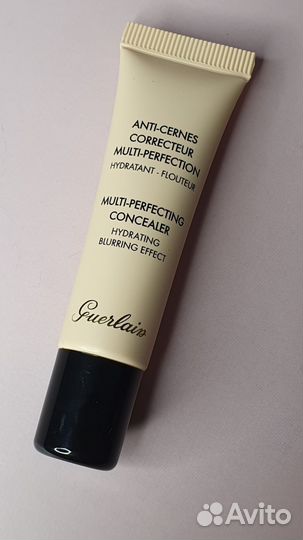 ANTI-CERNES
CORRECTEUR
MULTI-PERFECTION
HYDRATANT - FLOUTEUR
MULTI-PERFECTING
CONCEALER
HYDRATING
BLURRING EFFECT
Guerlain
Avito